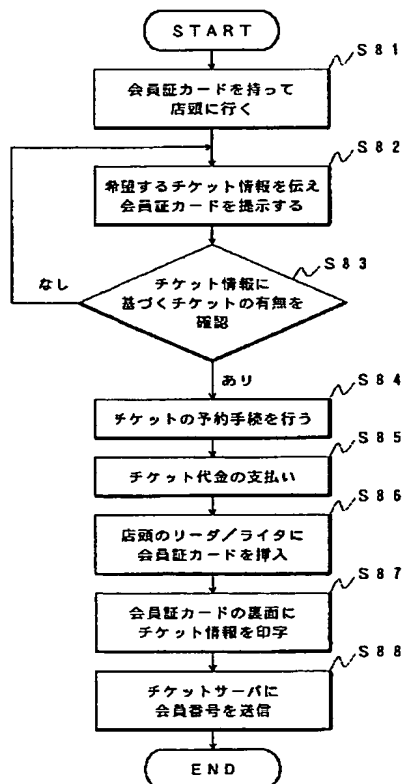 START
S81
会員証カードを持って
店頭に行く
S82
希望するチケット情報を伝え
会員証カードを提示する
S83
なし
チケット情報に
基づくチケットの有無を
確認
あり
S84
チケットの予約手続を行う
S85
チケット代金の支払い
S86
店頭のリーダ/ライタに
会員証カードを挿入
S87
会員証カードの裏面に
チケット情報を印字
S88
チケットサーバに
会員番号を送信
END